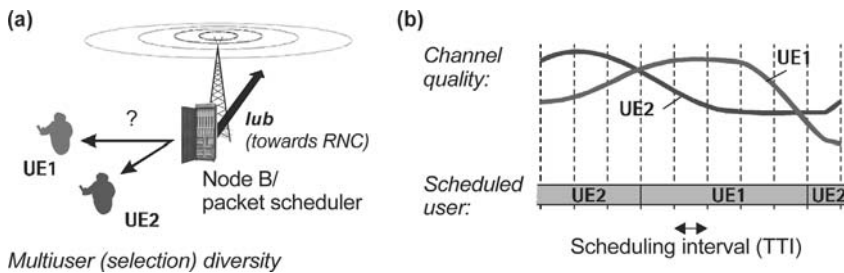 (a)
?
UE1
UE2
Iub
(towards RNC)
Node B/
packet scheduler
Multiuser (selection) diversity
(b)
Channel
quality:
UE1
UE2
Scheduled
user:
UE2 UE1 UE2
Scheduling interval (TTI)